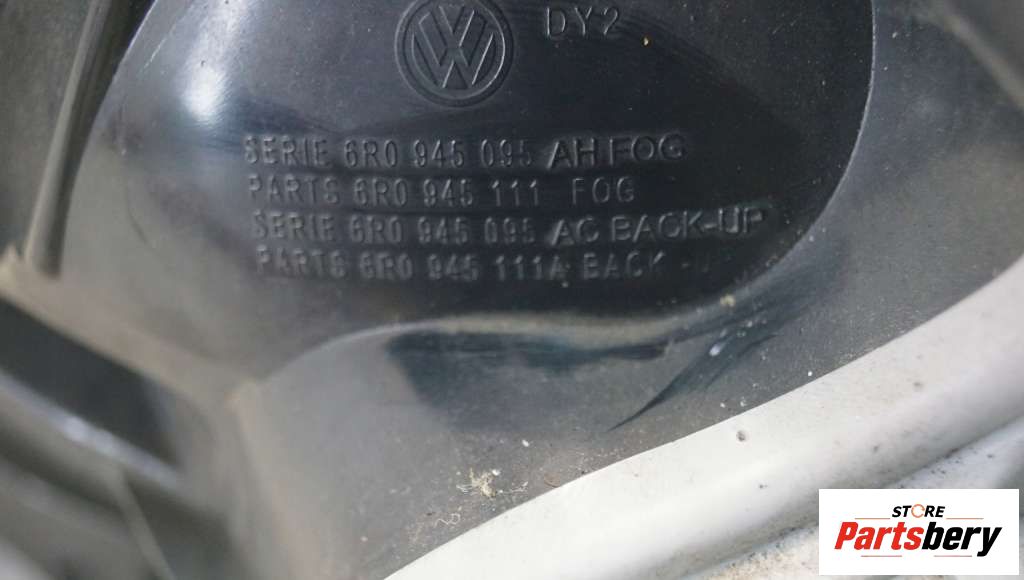 DY2
SERIE 6R0 945 095 AH FOG
PARTS 6R0 945 111 FOG
SERIE 6R0 945 095 AC BACK-UP
PARTS 6R0 945 111A BACK-UP
STORE
Partsbery